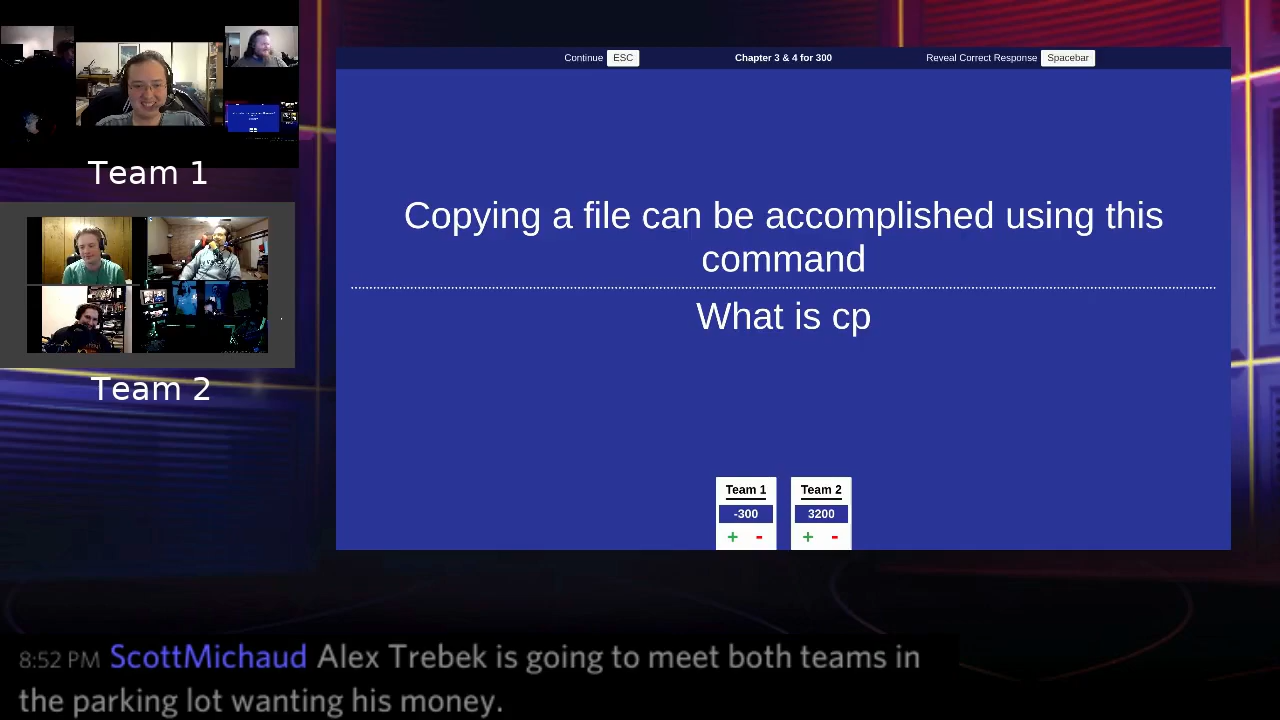 Team 1
Team 2
Continue ESC
Chapter 3 & 4 for 300
Reveal Correct Response Spacebar
Copying a file can be accomplished using this
command
What is cp
Team 1 Team 2
-300 3200
+ - + -
8:52 PM ScottMichaud Alex Trebek is going to meet both teams in
the parking lot wanting his money.